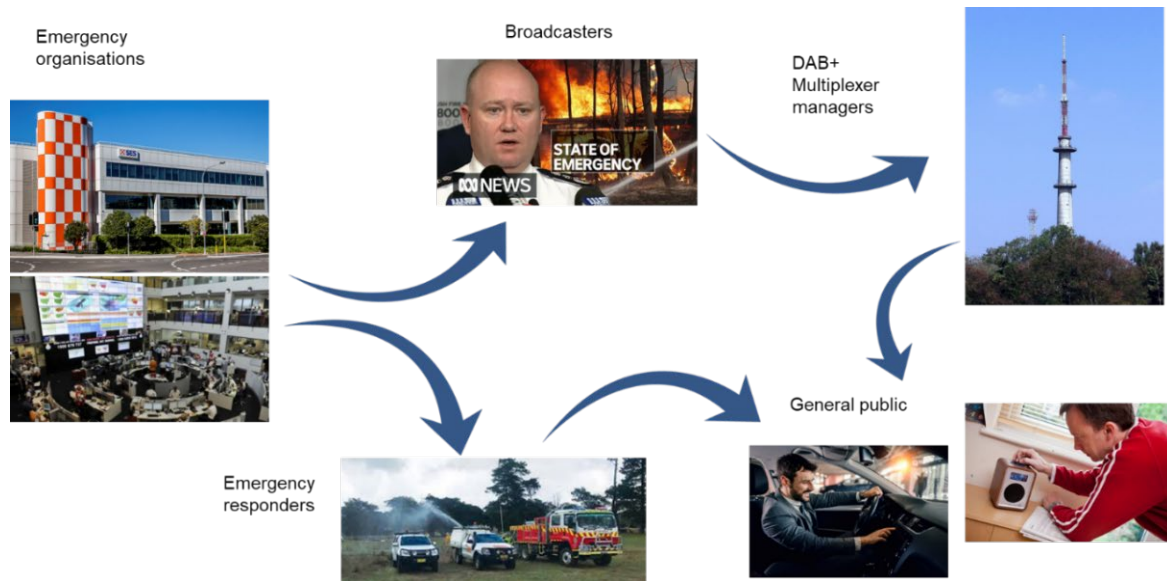 Emergency
organisations
Broadcasters
DAB+
Multiplexer
managers
SES
STATE OF
EMERGENCY
ABC NEWS
General public
Emergency
responders